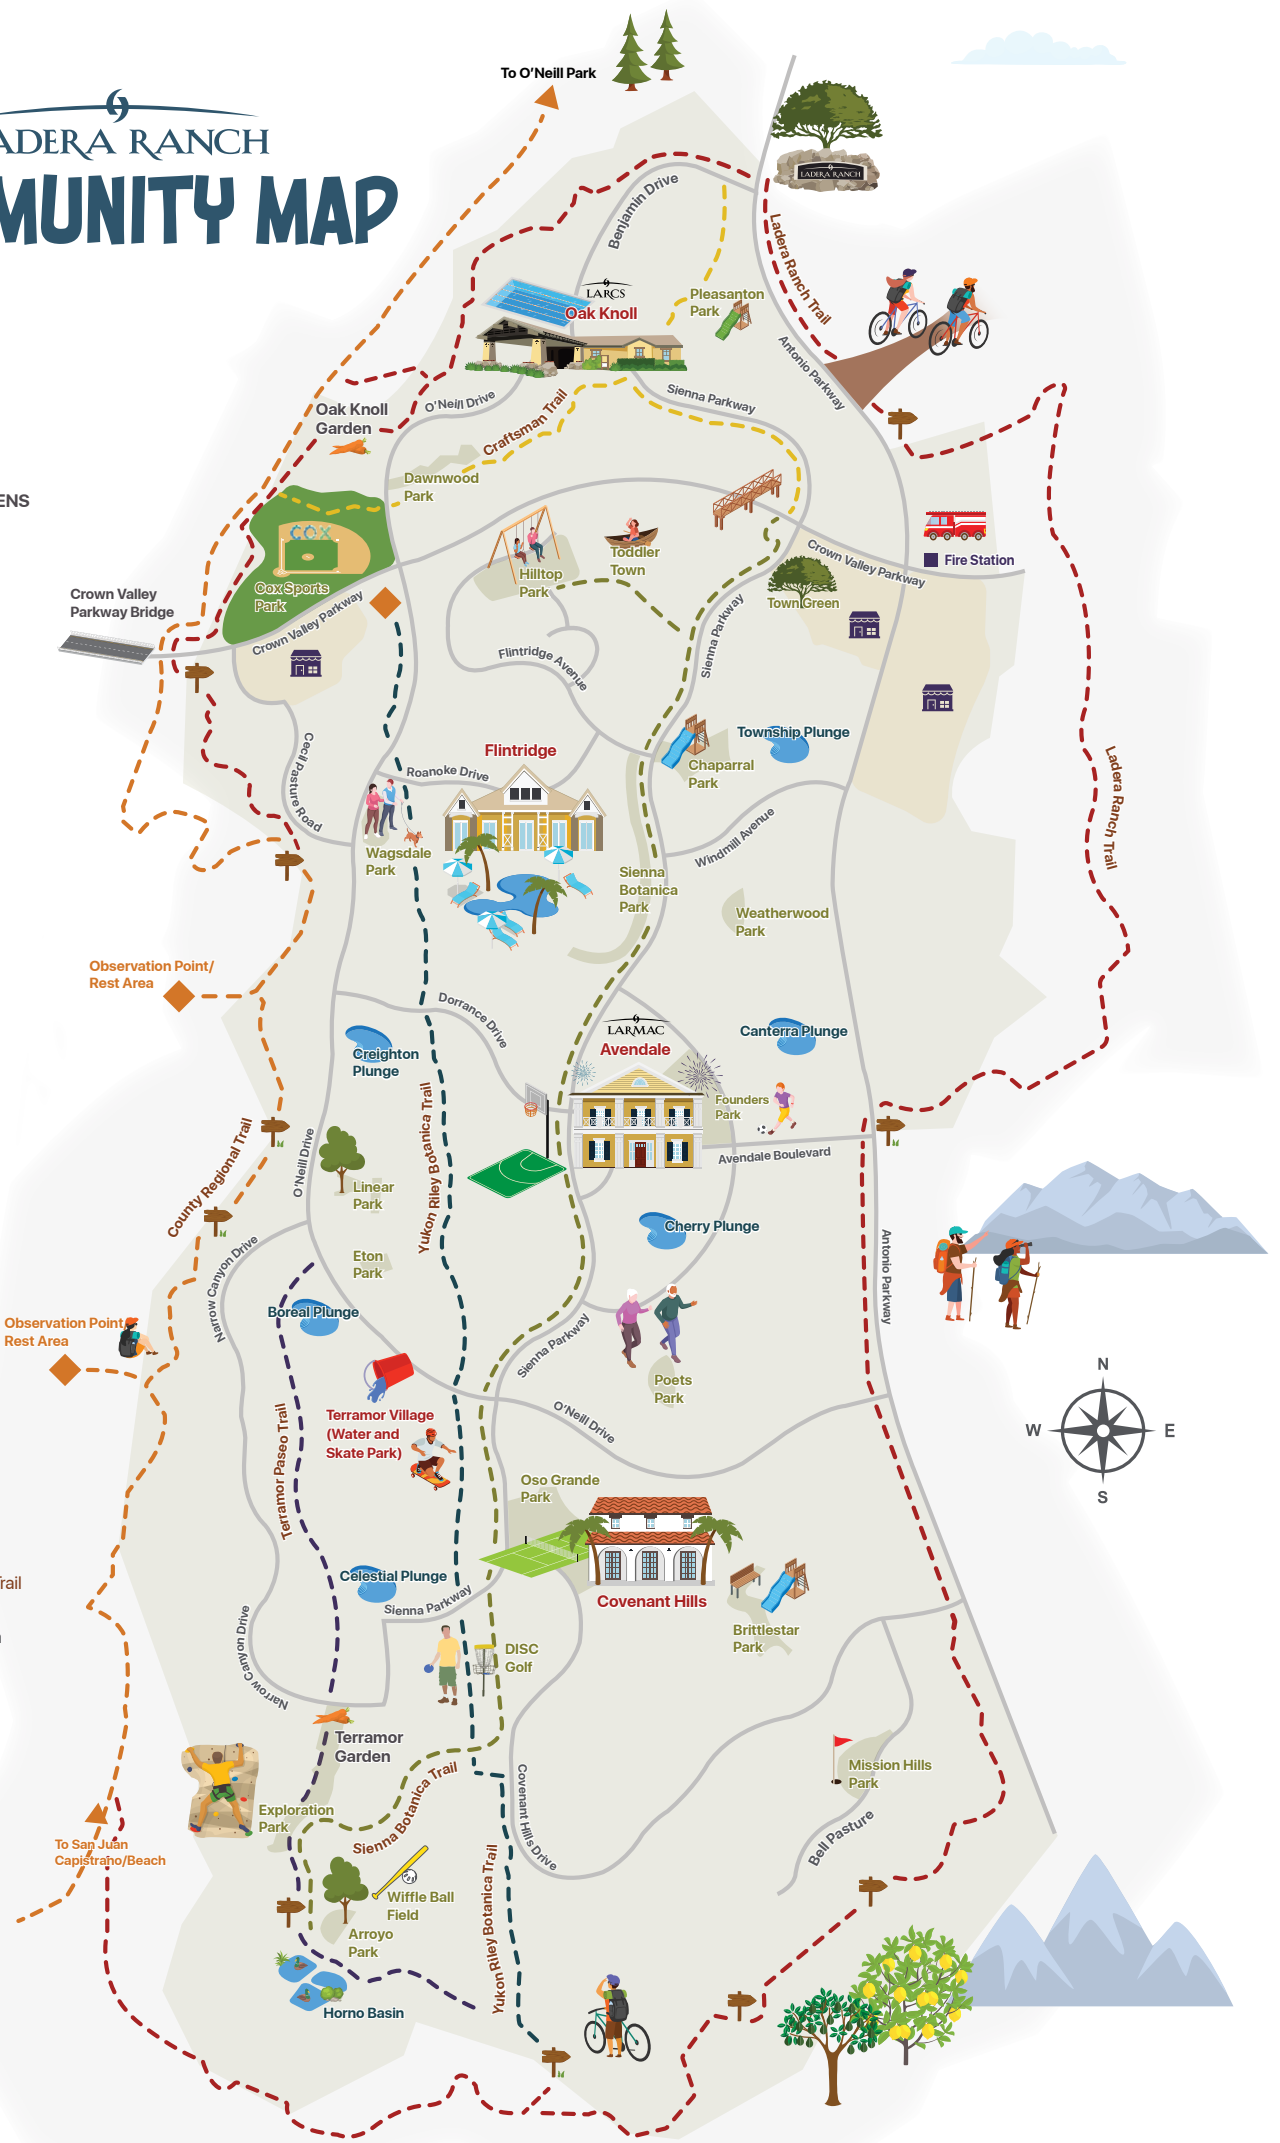 To O'Neill Park
ADERA RANCH
MUNITY MAP
LADERA RANCH
Benjamin Drive
Ladera Ranch Trail
LARCS
Oak Knoll
Pleasanton
Park
Antonio Parkway
Sienna Parkway
O'Neill Drive
Craftsman Trail
Oak Knoll
Garden
Dawnwood
Park
ENS
COX
Cox Sports
Park
Crown Valley Parkway
Hilltop
Park
Toddler
Town
Crown Valley Parkway
Fire Station
Town Green
Crown Valley
Parkway Bridge
Sienna Parkway
Flintridge Avenue
Cecil Pasture Road
Flintridge
Roanoke Drive
Township Plunge
Chaparral
Park
Ladera Ranch Trail
Windmill Avenue
Wagsdale
Park
Sienna
Botanica
Park
Weatherwood
Park
Observation Point/
Rest Area
Dorrance Drive
LARMAC
Avendale
Canterra Plunge
Creighton
Plunge
Founders
Park
Avendale Boulevard
Yukon Riley Botanica Trail
O'Neill Drive
County Regional Trail
Linear
Park
Cherry Plunge
Antonio Parkway
Narrow Canyon Drive
Eton
Park
Boreal Plunge
Observation Point
Rest Area
Sienna Parkway
Poets
Park
N
W
E
S
Terramor Village
(Water and
Skate Park)
O'Neill Drive
Terramor Paseo Trail
Oso Grande
Park
Celestial Plunge
Sienna Parkway
Covenant Hills
Trail
Narrow Canyon Drive
Brittlestar
Park
DISC
Golf
Terramor
Garden
Mission Hills
Park
Exploration
Park
Sienna Botanica Trail
Covenant Hills Drive
Bell Pasture
To San Juan
Capistrano/Beach
Wiffle Ball
Field
Arroyo
Park
Yukon Riley Botanica Trail
Horno Basin